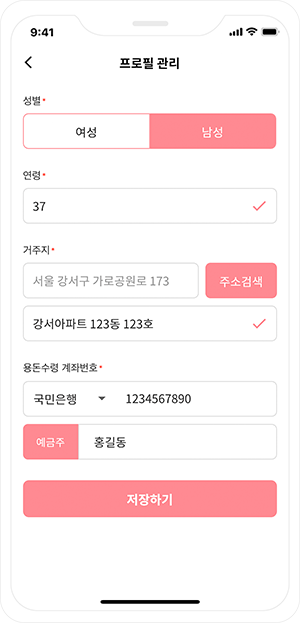 9:41
프로필 관리
성별*
여성 남성
연령*
37
거주지*
서울 강서구 가로공원로 173 주소검색
강서아파트 123동 123호
용돈수령 계좌번호*
국민은행 1234567890
예금주 홍길동
저장하기